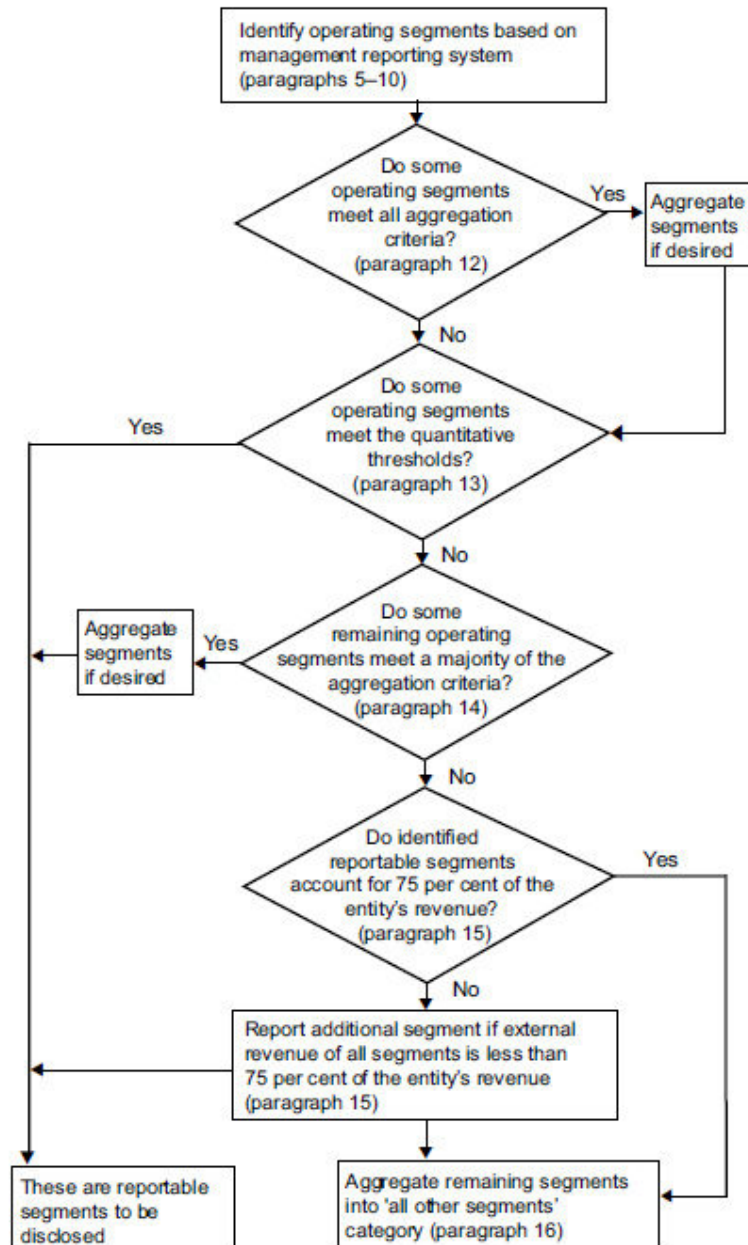 Identify operating segments based on
management reporting system
(paragraphs 5–10)
Do some
operating segments
meet all aggregation
criteria?
(paragraph 12)
Yes
Aggregate
segments
if desired
No
Do some
operating segments
meet the quantitative
thresholds?
(paragraph 13)
Yes
No
Do some
remaining operating
segments meet a majority of the
aggregation criteria?
(paragraph 14)
Yes
Aggregate
segments
if desired
No
Do identified
reportable segments
account for 75 per cent of the
entity's revenue?
(paragraph 15)
Yes
No
Report additional segment if external
revenue of all segments is less than
75 per cent of the entity's revenue
(paragraph 15)
These are reportable
segments to be
disclosed
Aggregate remaining segments
into 'all other segments'
category (paragraph 16)